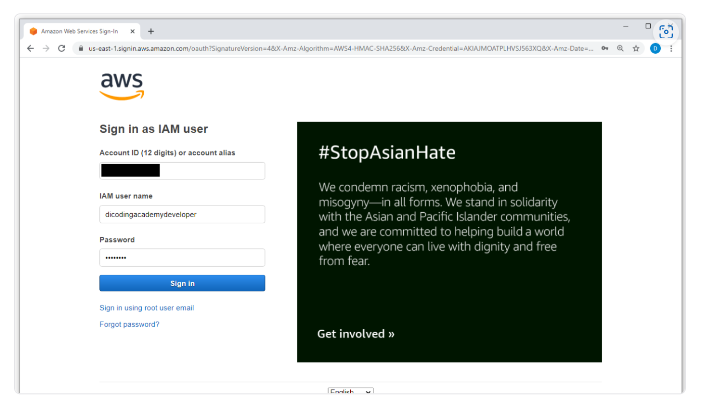 Amazon Web Services Sign-In
us-east-1.signin.aws.amazon.com/oauth?SignatureVersion=4&X-Amz-Algorithm=AWS4-HMAC-SHA256&X-Amz-Credential=AKIAJMOATPLHVSJ563XQ&X-Amz-Date=...
D
aws
Sign in as IAM user
Account ID (12 digits) or account alias
IAM user name
dicodingacademydeveloper
Password
••••••••
Sign in
Sign in using root user email
Forgot password?
#StopAsianHate
We condemn racism, xenophobia, and
misogyny—in all forms. We stand in solidarity
with the Asian and Pacific Islander communities,
and we are committed to helping build a world
where everyone can live with dignity and free
from fear.
Get involved »
English